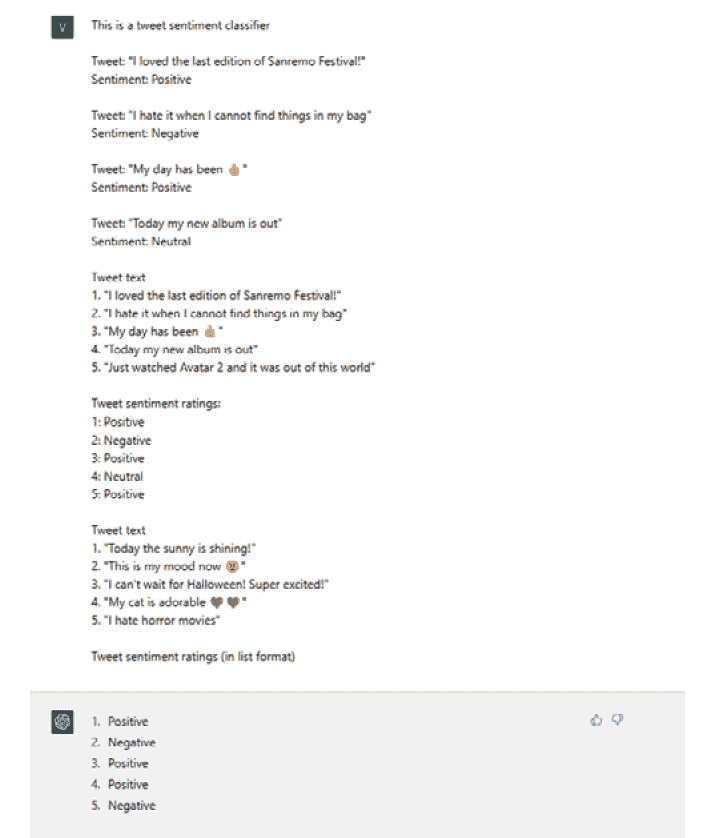 V
This is a tweet sentiment classifier
Tweet: "I loved the last edition of Sanremo Festival!"
Sentiment: Positive
Tweet: "I hate it when I cannot find things in my bag"
Sentiment: Negative
Tweet: "My day has been 👍🏼"
Sentiment: Positive
Tweet: "Today my new album is out"
Sentiment: Neutral
Tweet text
1. "I loved the last edition of Sanremo Festival!"
2. "I hate it when I cannot find things in my bag"
3. "My day has been 👍🏼"
4. "Today my new album is out"
5. "Just watched Avatar 2 and it was out of this world"
Tweet sentiment ratings:
1: Positive
2: Negative
3: Positive
4: Neutral
5: Positive
Tweet text
1. "Today the sunny is shining!"
2. "This is my mood now "
3. "I can't wait for Halloween! Super excited!"
4. "My cat is adorable ❤❤"
5. "I hate horror movies"
Tweet sentiment ratings (in list format)
1. Positive
2. Negative
3. Positive
4. Positive
5. Negative